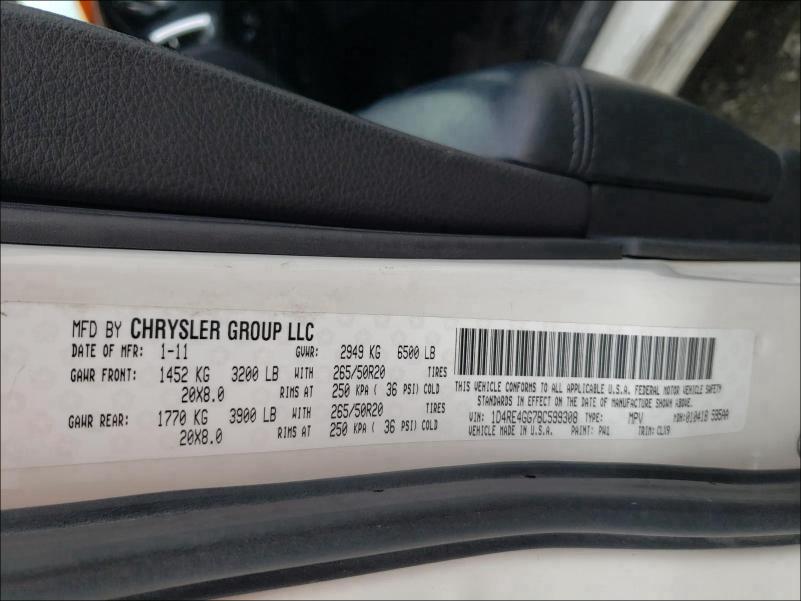 MFD BY CHRYSLER GROUP LLC
DATE OF MFR: 1-11 GVWR: 2949 KG 6500 LB
GAWR FRONT: 1452 KG 3200 LB WITH 265/50R20 TIRES
20X8.0 RIMS AT 250 KPA ( 36 PSI) COLD
GAWR REAR: 1770 KG 3900 LB WITH 265/50R20 TIRES
20X8.0 RIMS AT 250 KPA ( 36 PSI) COLD
THIS VEHICLE CONFORMS TO ALL APPLICABLE U.S.A. FEDERAL MOTOR VEHICLE SAFETY
STANDARDS IN EFFECT ON THE DATE OF MANUFACTURE SHOWN ABOVE.
VIN: 1D4RE4GG7BC599308 TYPE: MPV MDH: 010418 585AA
VEHICLE MADE IN U.S.A. PAINT: PW1 TRIM: CLX9